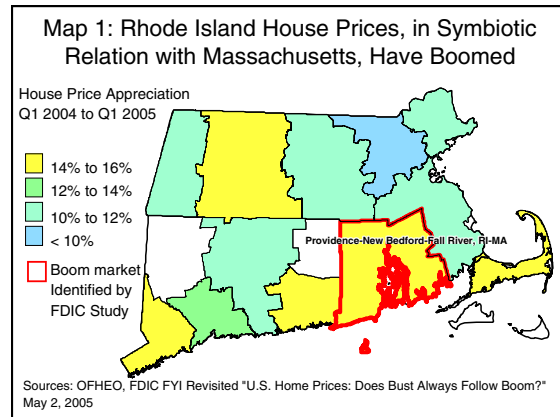 Map 1: Rhode Island House Prices, in Symbiotic
Relation with Massachusetts, Have Boomed
House Price Appreciation
Q1 2004 to Q1 2005
14% to 16%
12% to 14%
10% to 12%
< 10%
Boom market
Identified by
FDIC Study
Providence-New Bedford-Fall River, RI-MA
Sources: OFHEO, FDIC FYI Revisited "U.S. Home Prices: Does Bust Always Follow Boom?"
May 2, 2005